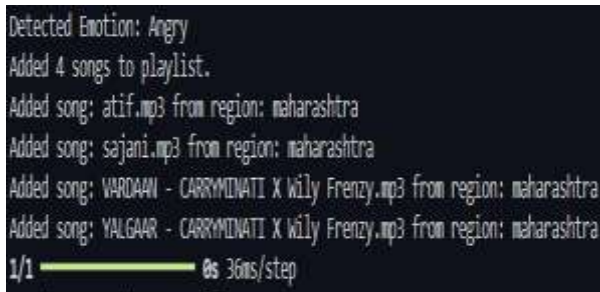 Detected Emotion: Angry
Added 4 songs to playlist.
Added song: atif.mp3 from region: maharashtra
Added song: sajani.mp3 from region: maharashtra
Added song: VARDAAN - CARRYMINATI X Wily Frenzy.mp3 from region: maharashtra
Added song: YALGAAR - CARRYMINATI X Wily Frenzy.mp3 from region: maharashtra
1/1 ━━━━━━━━━━━━━━━━━━━━ 0s 36ms/step